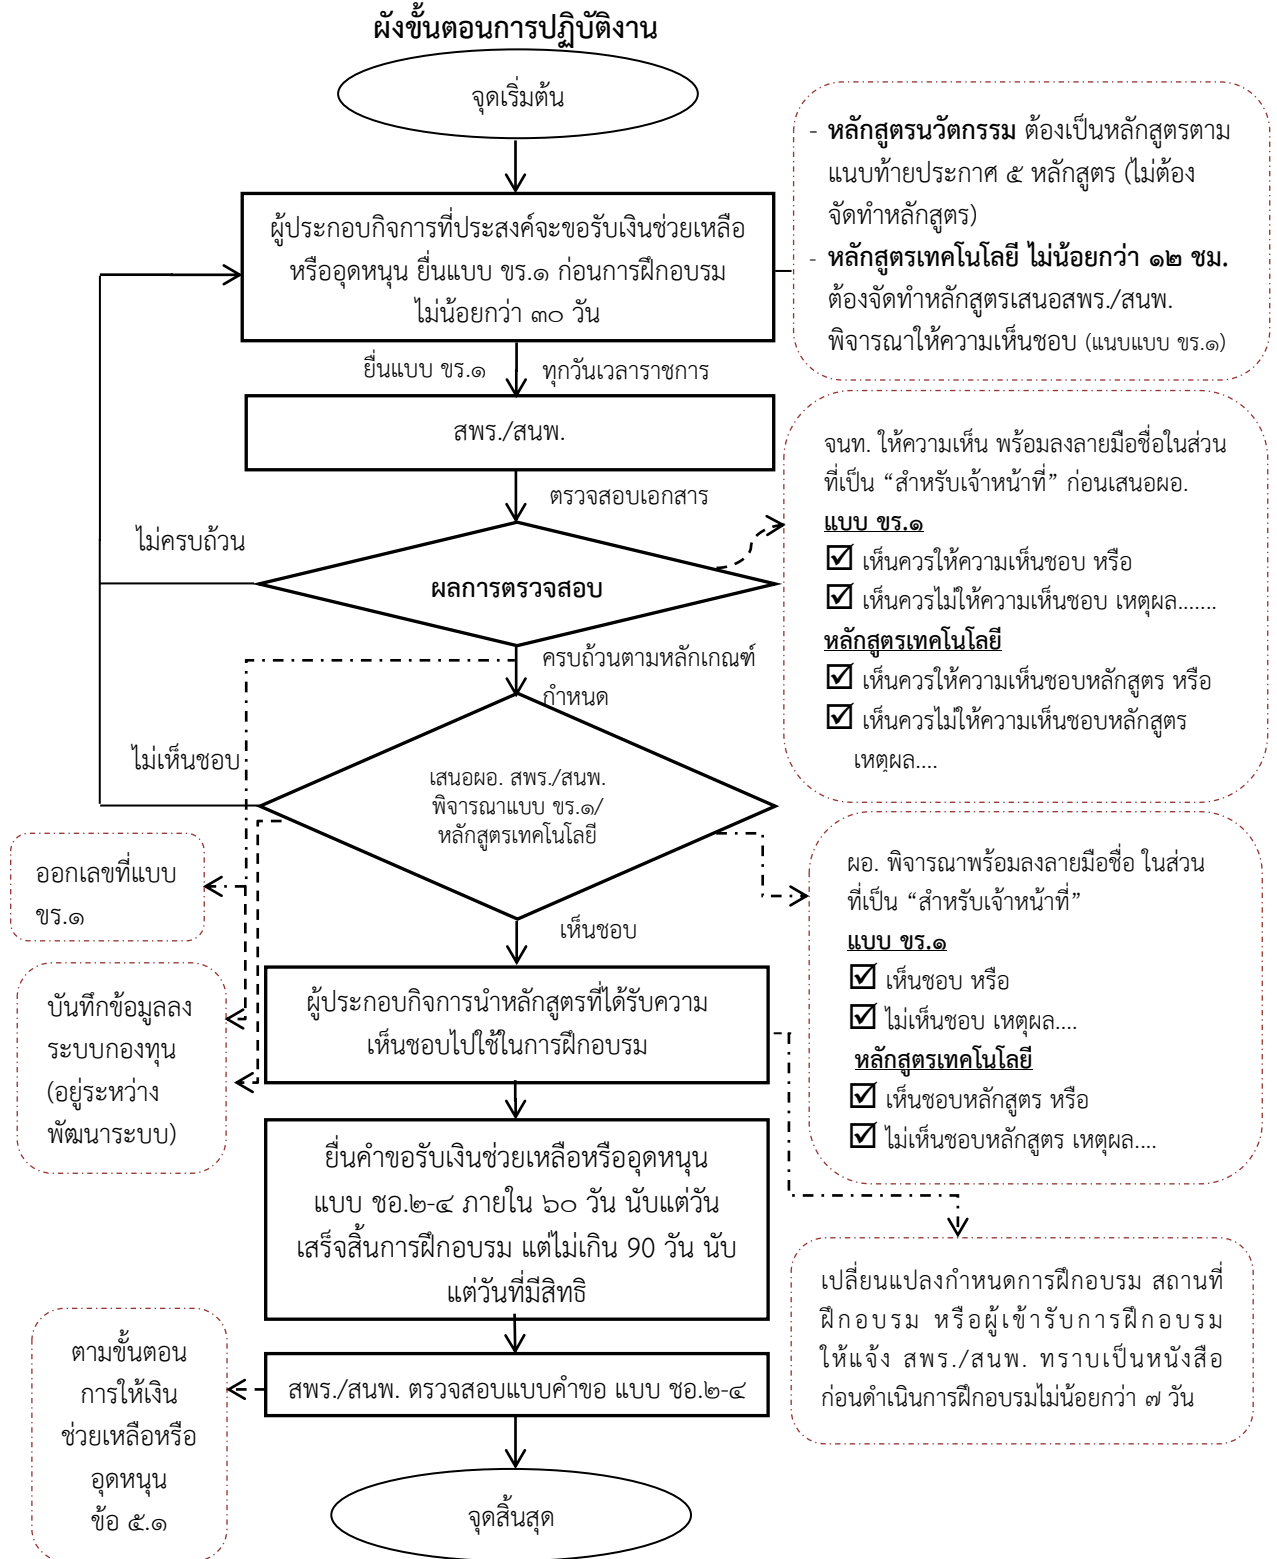 ผังขั้นตอนการปฏิบัติงาน
จุดเริ่มต้น
- หลักสูตรนวัตกรรม ต้องเป็นหลักสูตรตาม
แนบท้ายประกาศ ๕ หลักสูตร (ไม่ต้อง
จัดทำหลักสูตร)
- หลักสูตรเทคโนโลยี ไม่น้อยกว่า ๑๒ ชม.
ต้องจัดทำหลักสูตรเสนอสพร./สนพ.
พิจารณาให้ความเห็นชอบ (แนบแบบ ขร.๑)
ผู้ประกอบกิจการที่ประสงค์จะขอรับเงินช่วยเหลือ
หรืออุดหนุน ยื่นแบบ ขร.๑ ก่อนการฝึกอบรม
ไม่น้อยกว่า ๓๐ วัน
ยื่นแบบ ขร.๑
ทุกวันเวลาราชการ
สพร./สนพ.
ตรวจสอบเอกสาร
จนท. ให้ความเห็น พร้อมลงลายมือชื่อในส่วน
ที่เป็น “สำหรับเจ้าหน้าที่” ก่อนเสนอผอ.
แบบ ขร.๑
☑ เห็นควรให้ความเห็นชอบ หรือ
☑ เห็นควรไม่ให้ความเห็นชอบ เหตุผล.......
หลักสูตรเทคโนโลยี
☑ เห็นควรให้ความเห็นชอบหลักสูตร หรือ
☑ เห็นควรไม่ให้ความเห็นชอบหลักสูตร
เหตุผล....
ไม่ครบถ้วน
ผลการตรวจสอบ
ครบถ้วนตามหลักเกณฑ์
กำหนด
ไม่เห็นชอบ
เสนอผอ. สพร./สนพ.
พิจารณาแบบ ขร.๑/
หลักสูตรเทคโนโลยี
ออกเลขที่แบบ
ขร.๑
เห็นชอบ
ผอ. พิจารณาพร้อมลงลายมือชื่อ ในส่วน
ที่เป็น “สำหรับเจ้าหน้าที่”
แบบ ขร.๑
☑ เห็นชอบ หรือ
☑ ไม่เห็นชอบ เหตุผล....
หลักสูตรเทคโนโลยี
☑ เห็นชอบหลักสูตร หรือ
☑ ไม่เห็นชอบหลักสูตร เหตุผล....
บันทึกข้อมูลลง
ระบบกองทุน
(อยู่ระหว่าง
พัฒนาระบบ)
ผู้ประกอบกิจการนำหลักสูตรที่ได้รับความ
เห็นชอบไปใช้ในการฝึกอบรม
ยื่นคำขอรับเงินช่วยเหลือหรืออุดหนุน
แบบ ชอ.๒-๔ ภายใน ๖๐ วัน นับแต่วัน
เสร็จสิ้นการฝึกอบรม แต่ไม่เกิน 90 วัน นับ
แต่วันที่มีสิทธิ
เปลี่ยนแปลงกำหนดการฝึกอบรม สถานที่
ฝึกอบรม หรือผู้เข้ารับการฝึกอบรม
ให้แจ้ง สพร./สนพ. ทราบเป็นหนังสือ
ก่อนดำเนินการฝึกอบรมไม่น้อยกว่า ๗ วัน
ตามขั้นตอน
การให้เงิน
ช่วยเหลือหรือ
อุดหนุน
ข้อ ๕.๑
สพร./สนพ. ตรวจสอบแบบคำขอ แบบ ชอ.๒-๔
จุดสิ้นสุด